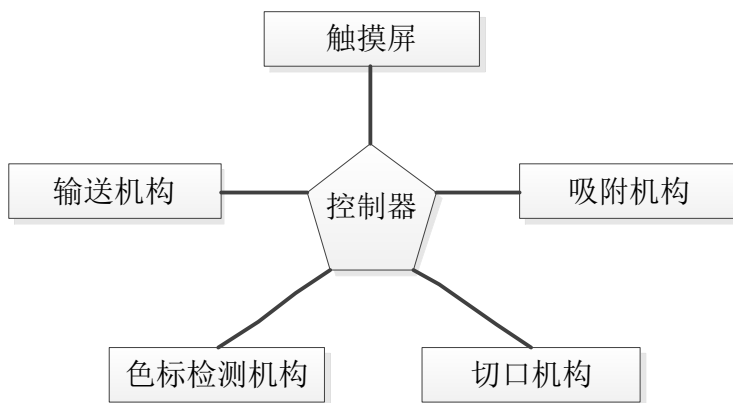 触摸屏
输送机构
控制器
吸附机构
色标检测机构
切口机构